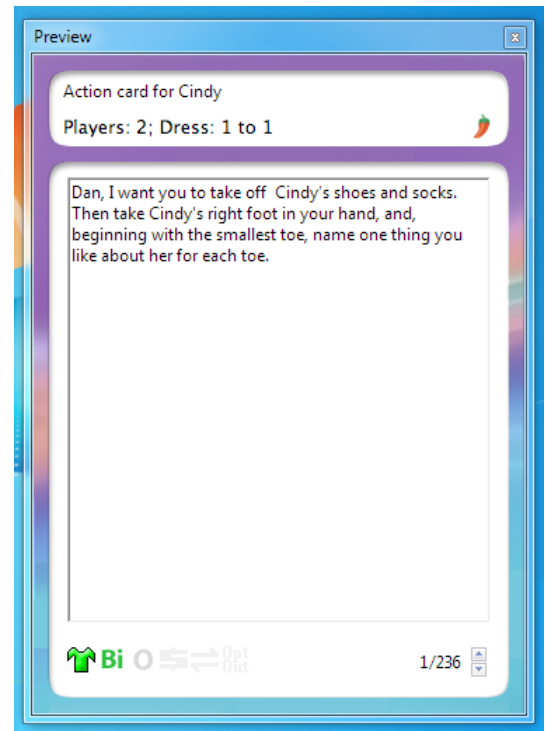 Preview
Action card for Cindy
Players: 2; Dress: 1 to 1
Dan, I want you to take off  Cindy's shoes and socks.
Then take Cindy's right foot in your hand, and,
beginning with the smallest toe, name one thing you
like about her for each toe.
Bi O Opt Out 1/236